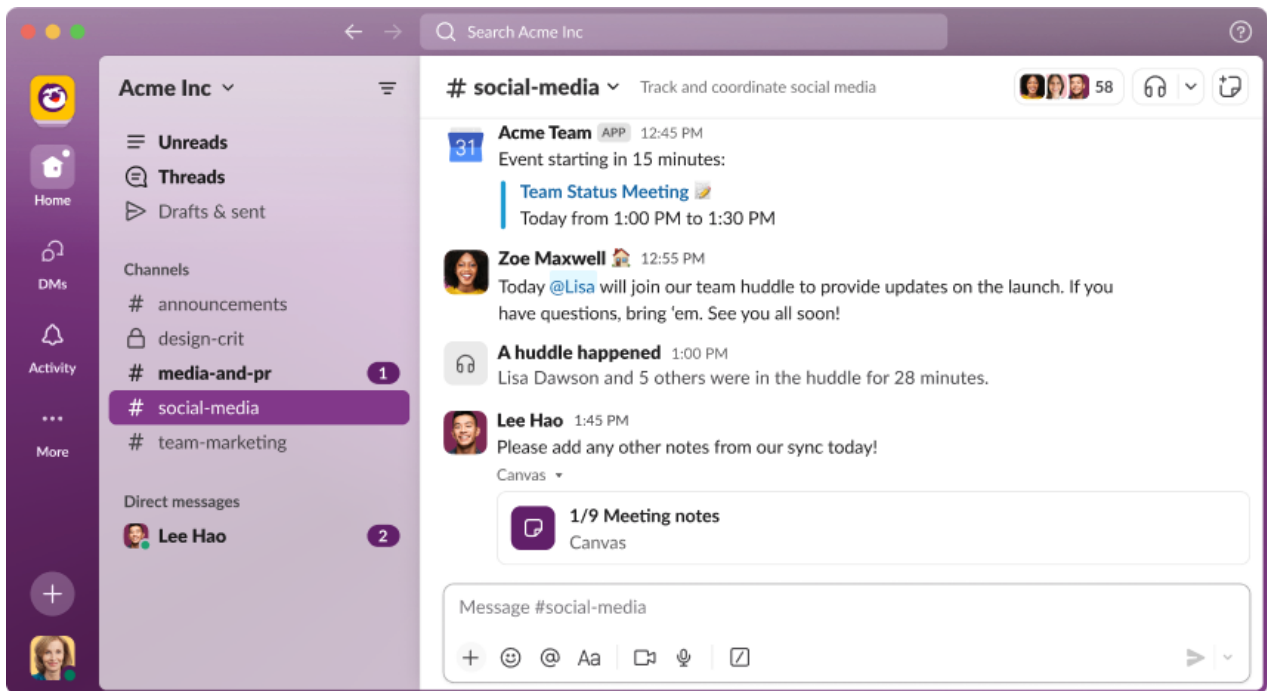 Search Acme Inc
Acme Inc
Unreads
Threads
Drafts & sent
Channels
# announcements
design-crit
# media-and-pr 1
# social-media
# team-marketing
Direct messages
Lee Hao 2
Home
DMs
Activity
More
# social-media Track and coordinate social media 58
31
Acme Team APP 12:45 PM
Event starting in 15 minutes:
Team Status Meeting
Today from 1:00 PM to 1:30 PM
Zoe Maxwell 12:55 PM
Today @Lisa will join our team huddle to provide updates on the launch. If you
have questions, bring 'em. See you all soon!
A huddle happened 1:00 PM
Lisa Dawson and 5 others were in the huddle for 28 minutes.
Lee Hao 1:45 PM
Please add any other notes from our sync today!
Canvas
1/9 Meeting notes
Canvas
Message #social-media
@ Aa